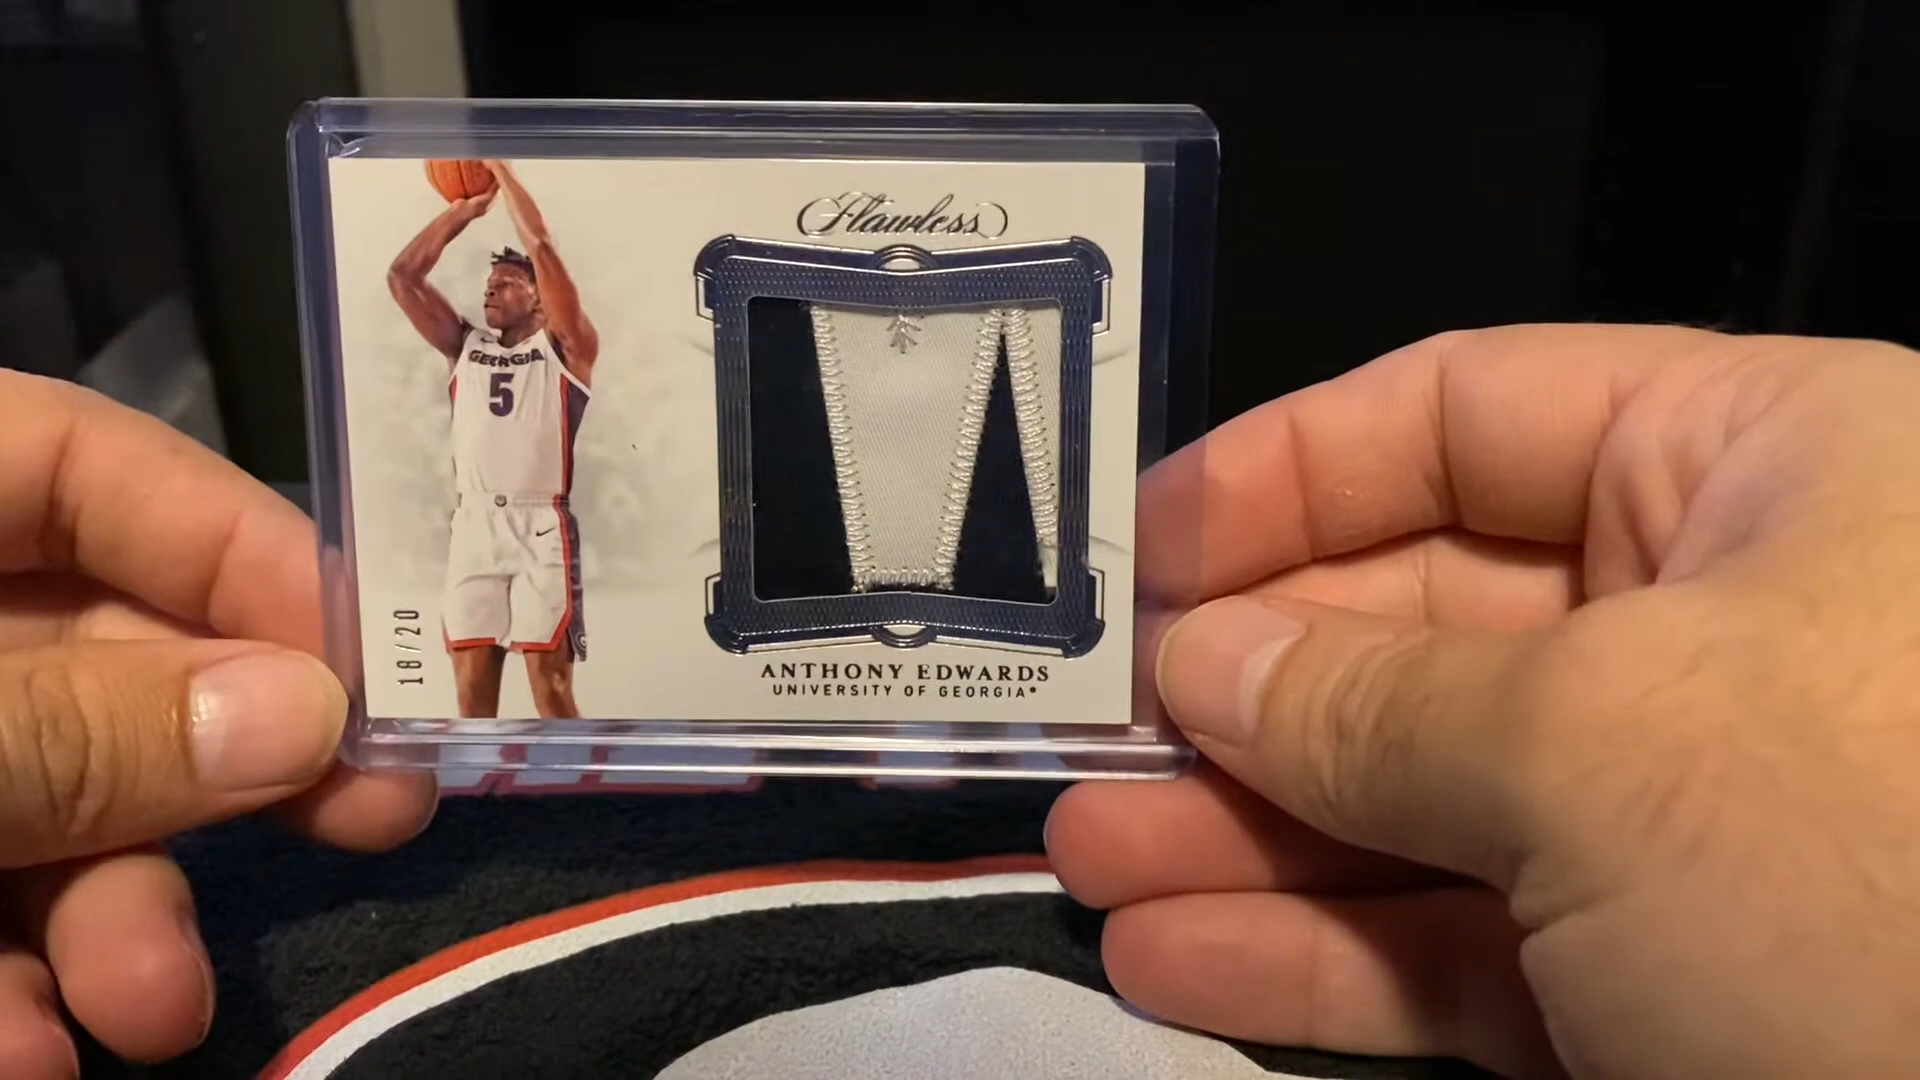 Flawless
GEORGIA
5
18/20
ANTHONY EDWARDS
UNIVERSITY OF GEORGIA®